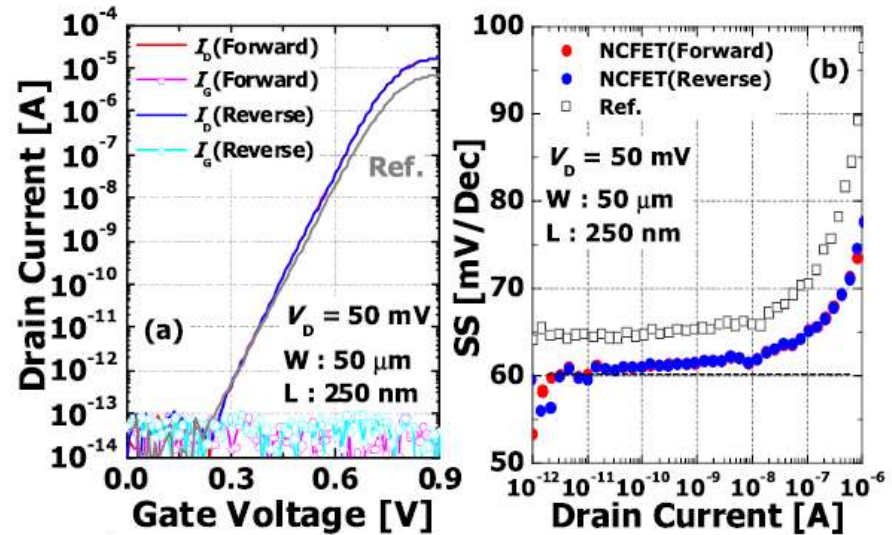 Drain Current [A]
10⁻⁴
10⁻⁵
10⁻⁶
10⁻⁷
10⁻⁸
10⁻⁹
10⁻¹⁰
10⁻¹¹
10⁻¹²
10⁻¹³
10⁻¹⁴
I_D(Forward)
I_G(Forward)
I_D(Reverse)
I_G(Reverse)
Ref.
(a)
V_D = 50 mV
W : 50 μm
L : 250 nm
0.0 0.3 0.6 0.9
Gate Voltage [V]
SS [mV/Dec]
100
90
80
70
60
50
NCFET(Forward)
NCFET(Reverse)
Ref.
(b)
V_D = 50 mV
W : 50 μm
L : 250 nm
10⁻¹² 10⁻¹¹ 10⁻¹⁰ 10⁻⁹ 10⁻⁸ 10⁻⁷ 10⁻⁶
Drain Current [A]